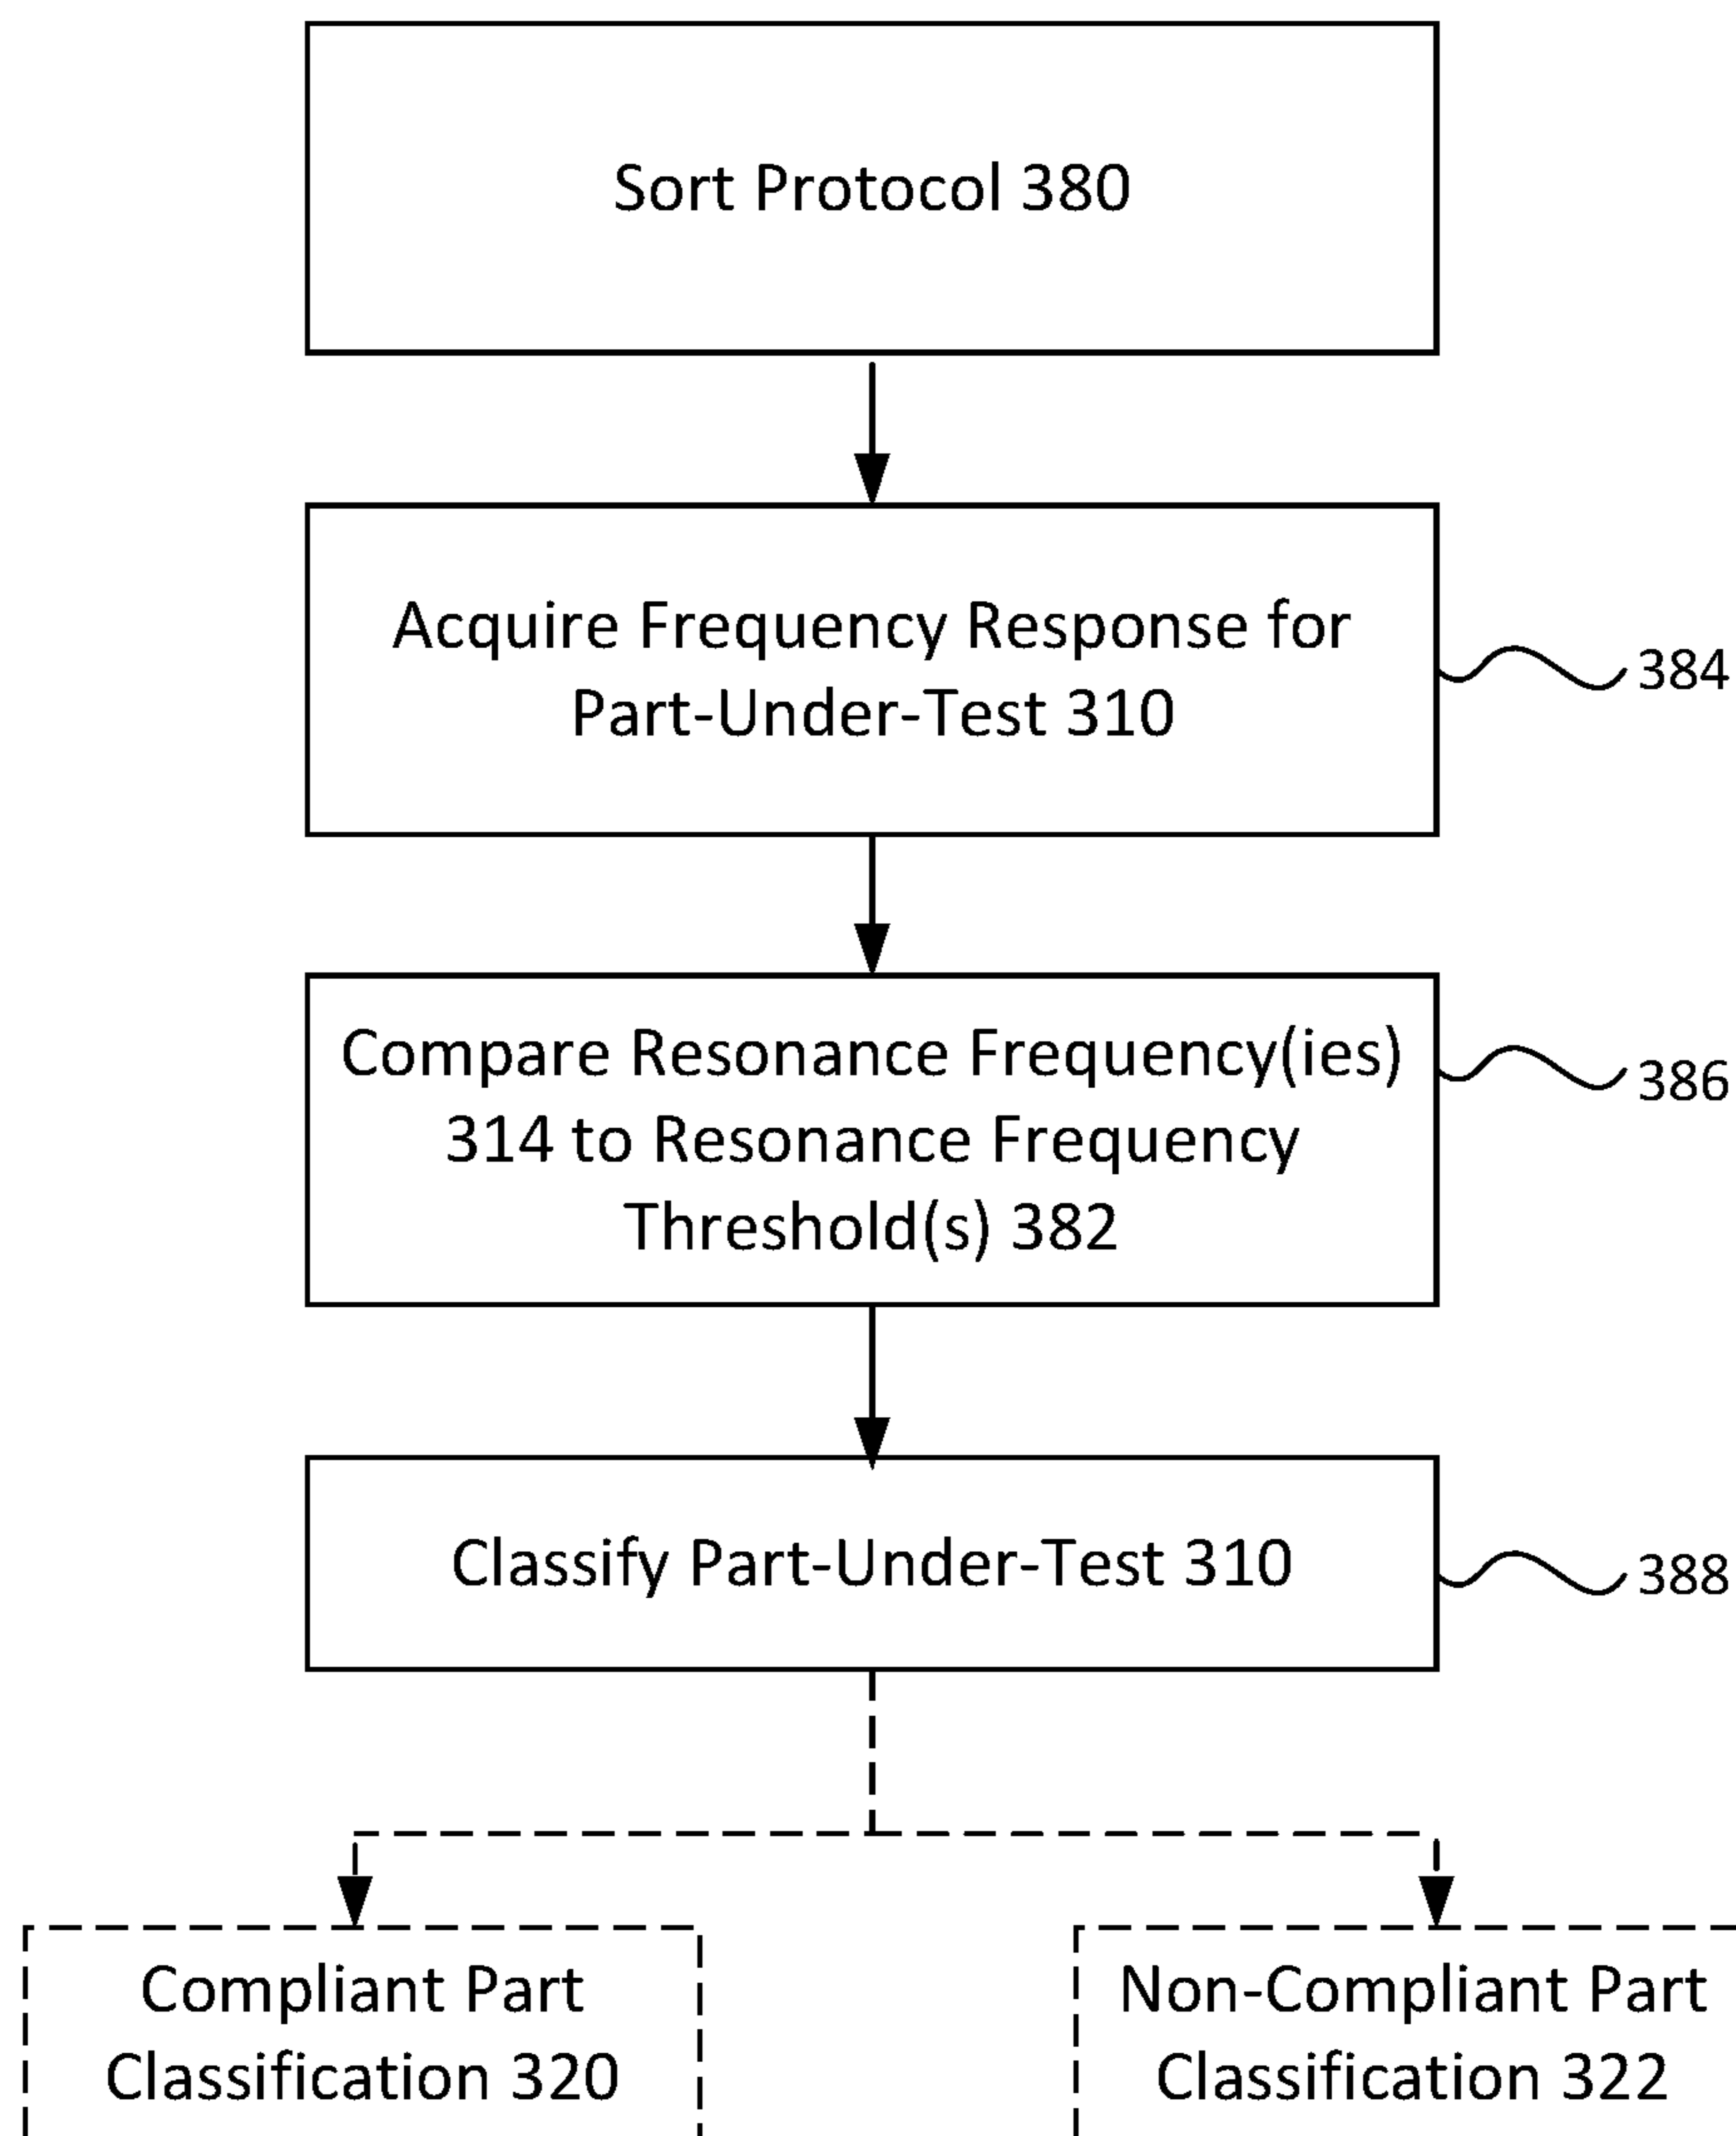 Sort Protocol 380
Acquire Frequency Response for
Part-Under-Test 310
384
Compare Resonance Frequency(ies)
314 to Resonance Frequency
Threshold(s) 382
386
Classify Part-Under-Test 310
388
Compliant Part
Classification 320
Non-Compliant Part
Classification 322